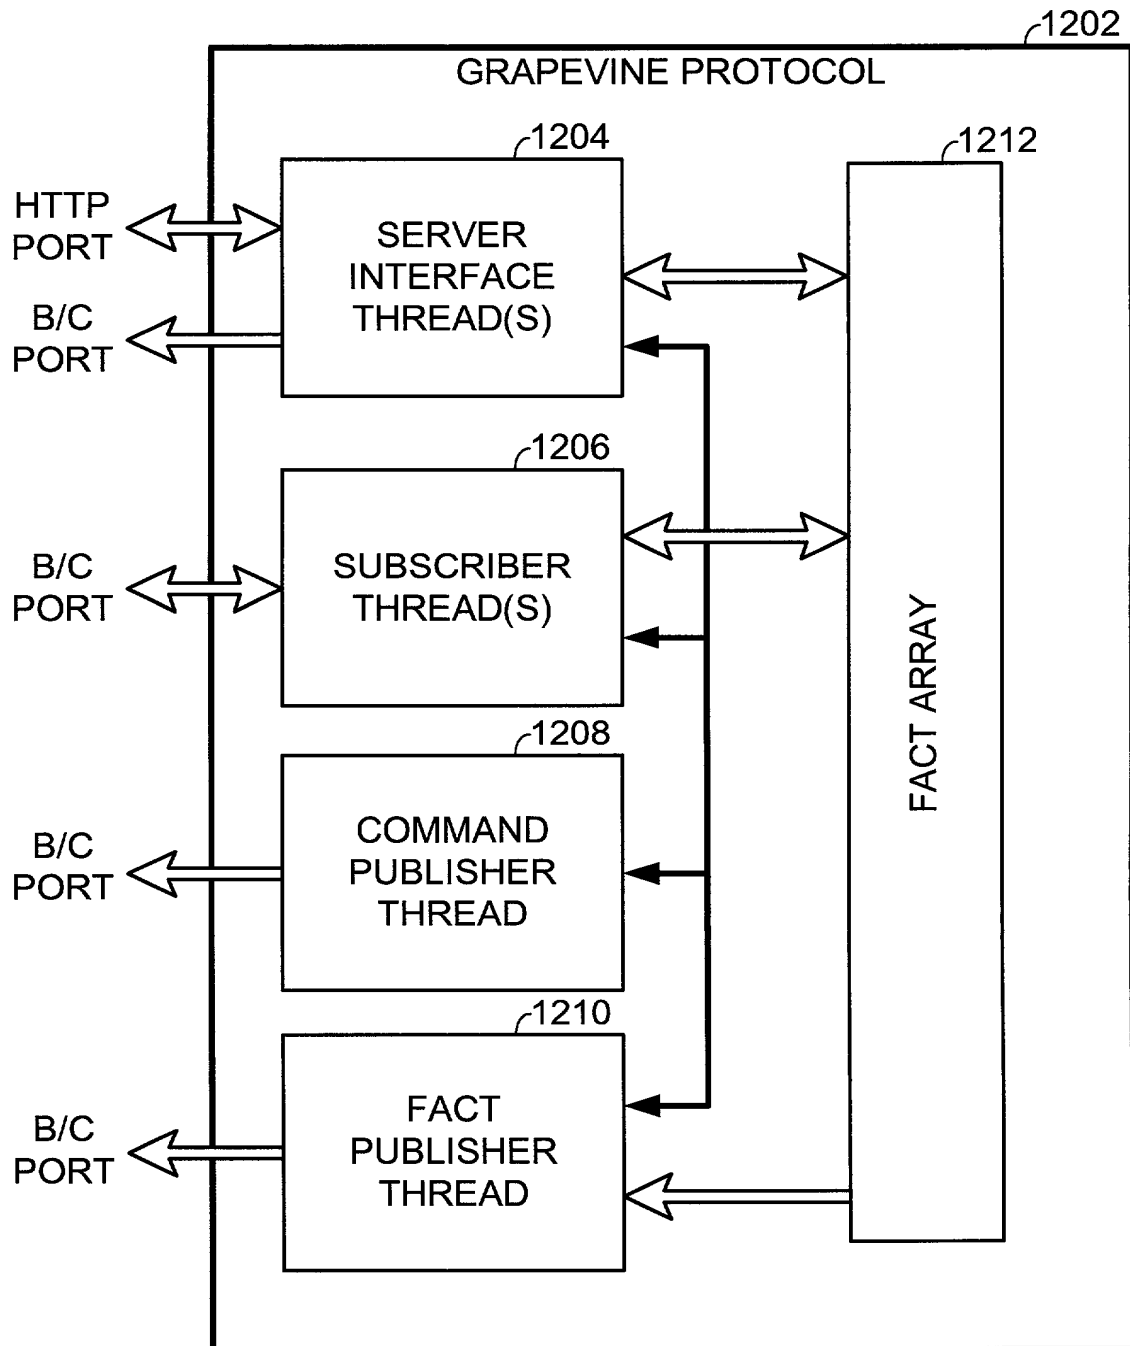 1202
GRAPEVINE PROTOCOL
1204
1212
HTTP
PORT
SERVER
INTERFACE
THREAD(S)
B/C
PORT
1206
B/C
PORT
SUBSCRIBER
THREAD(S)
FACT ARRAY
1208
B/C
PORT
COMMAND
PUBLISHER
THREAD
1210
B/C
PORT
FACT
PUBLISHER
THREAD